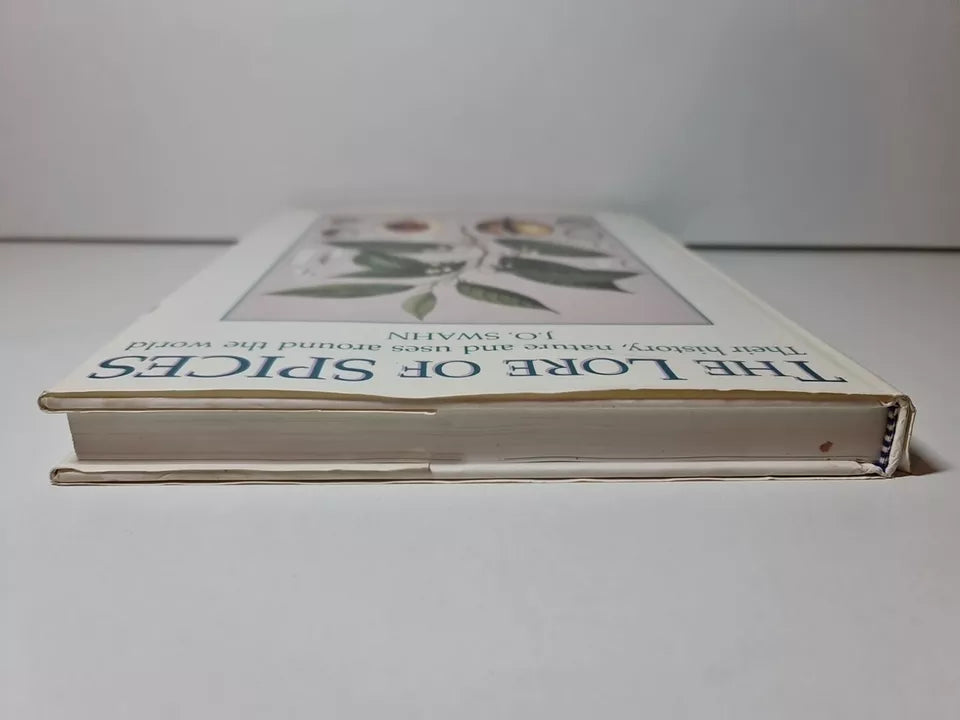 THE LORE OF SPICES
Their history, nature and uses around the world
J.O. SWAHN